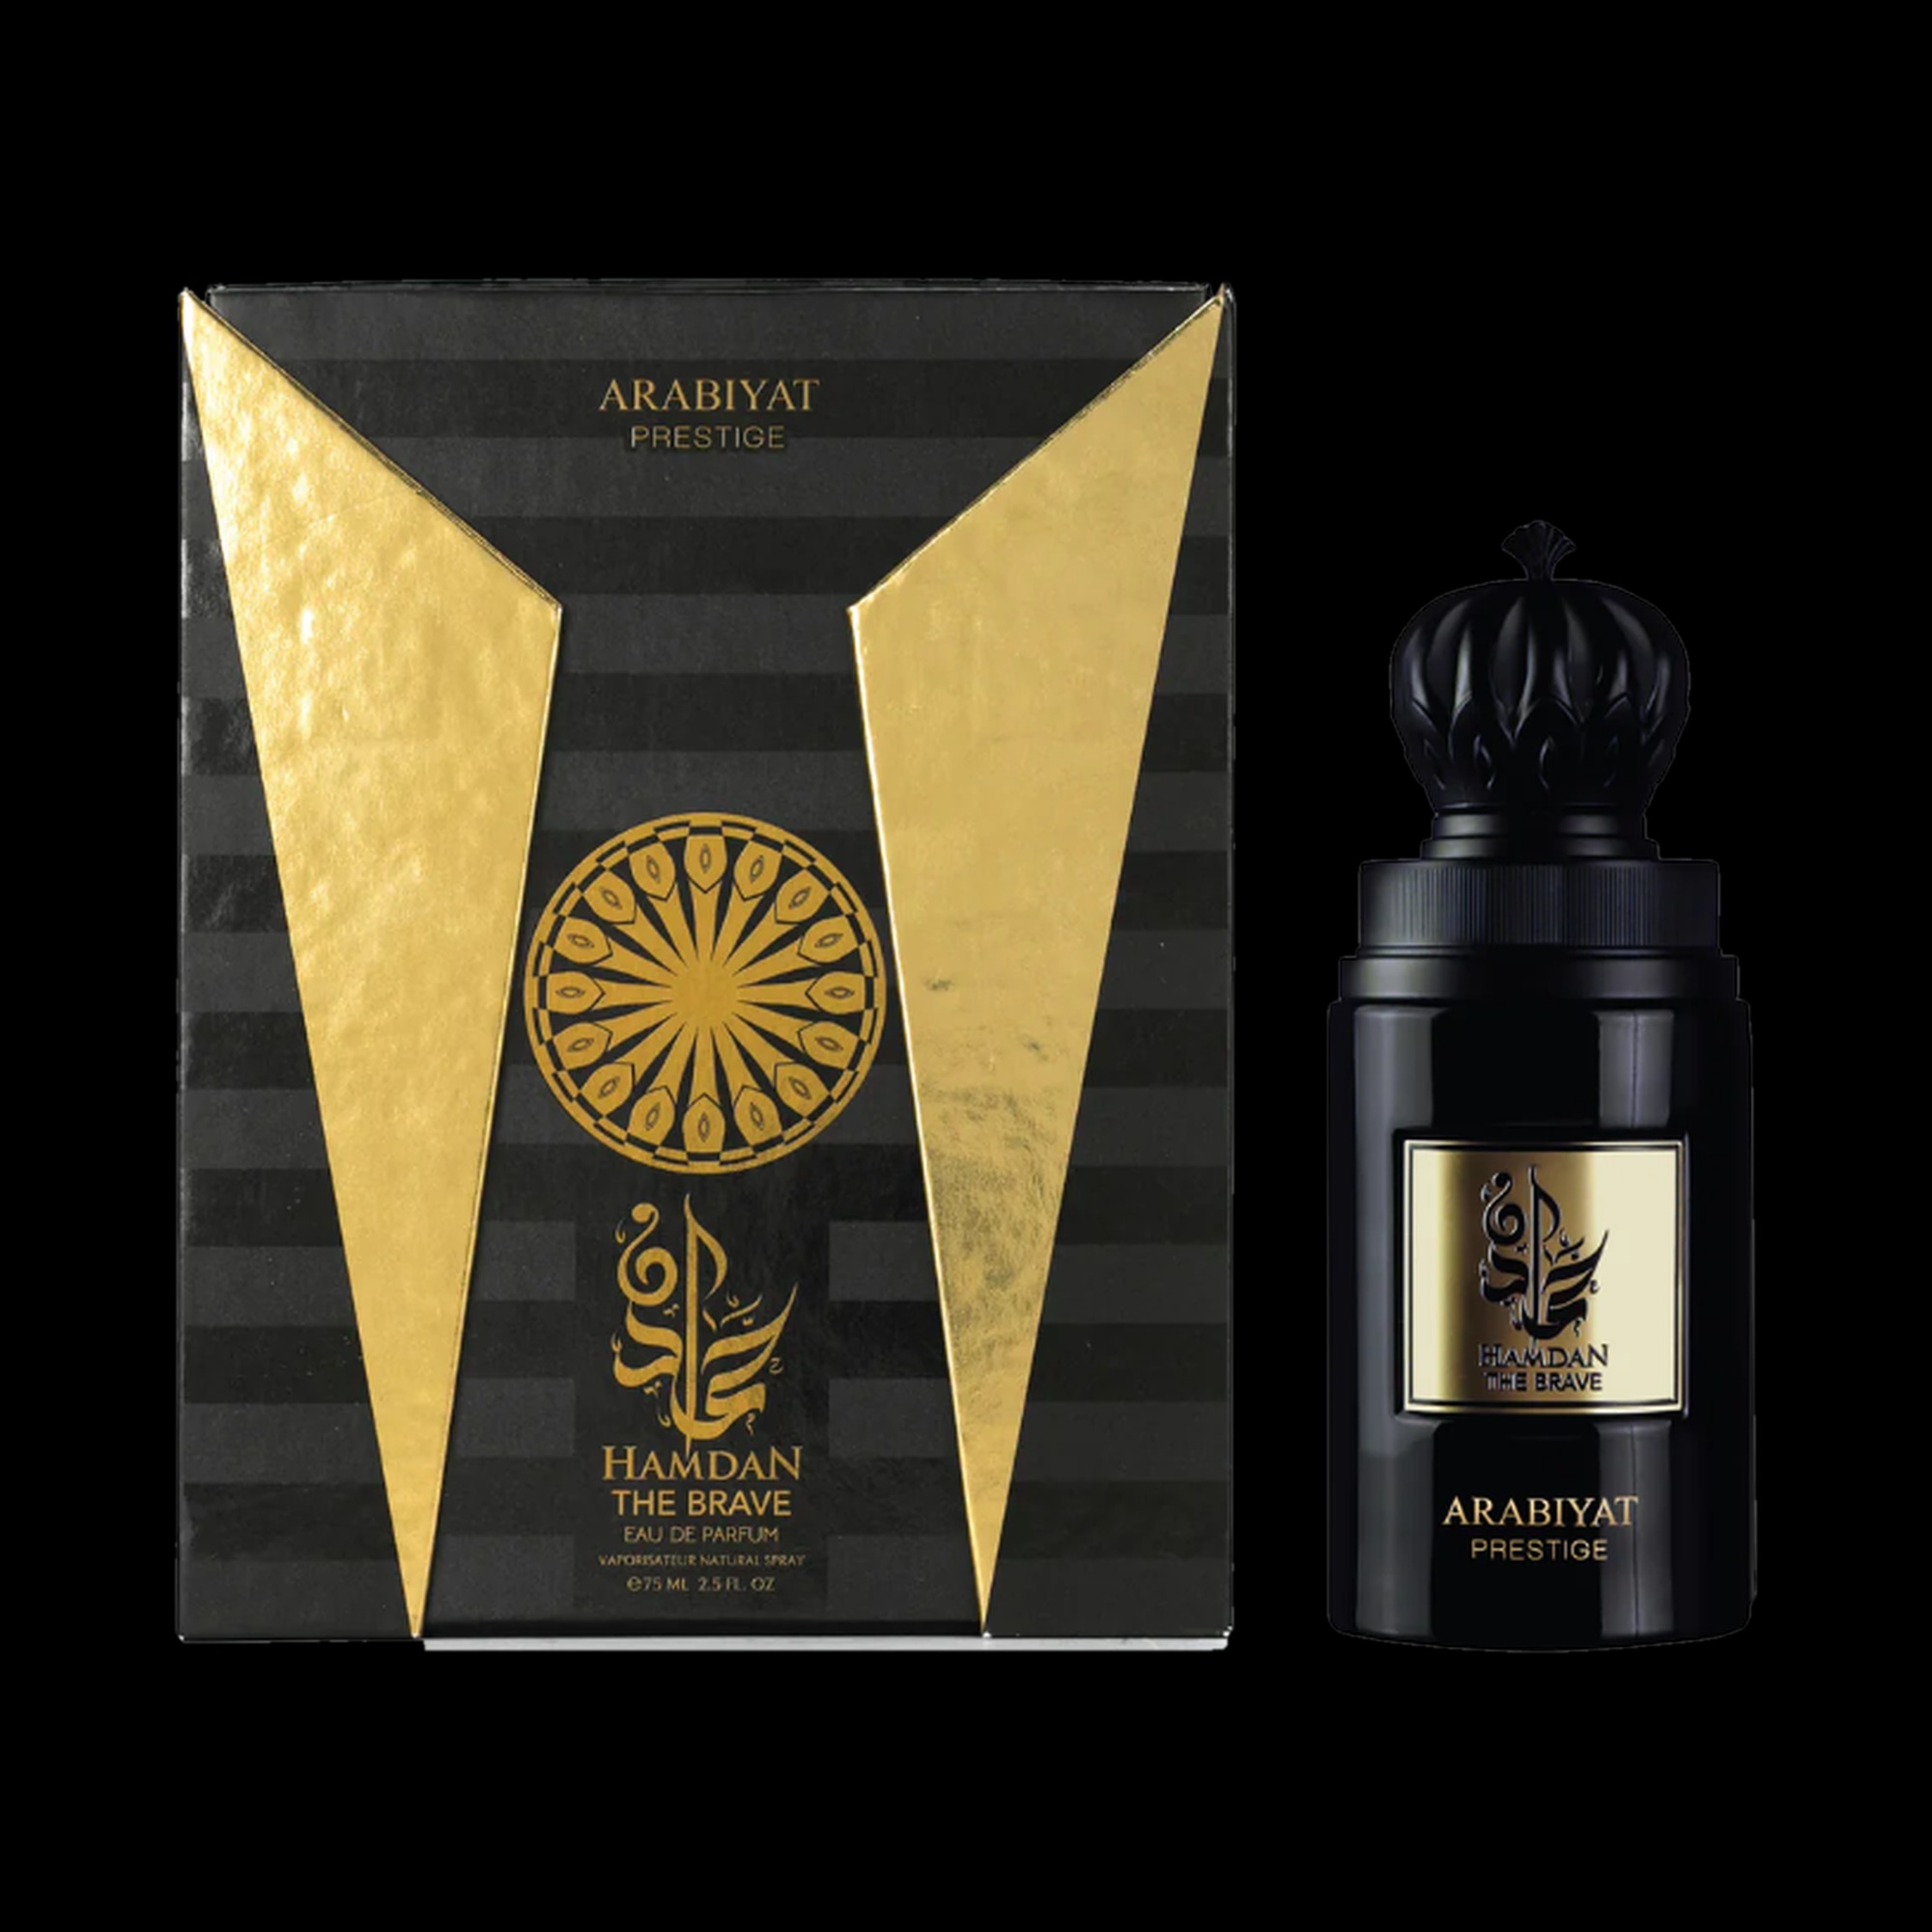 ARABIYAT
PRESTIGE
HAMDAN
THE BRAVE
EAU DE PARFUM
VAPORISATEUR NATURAL SPRAY
℮75 ML 2.5 FL. OZ
HAMDAN
THE BRAVE
ARABIYAT
PRESTIGE